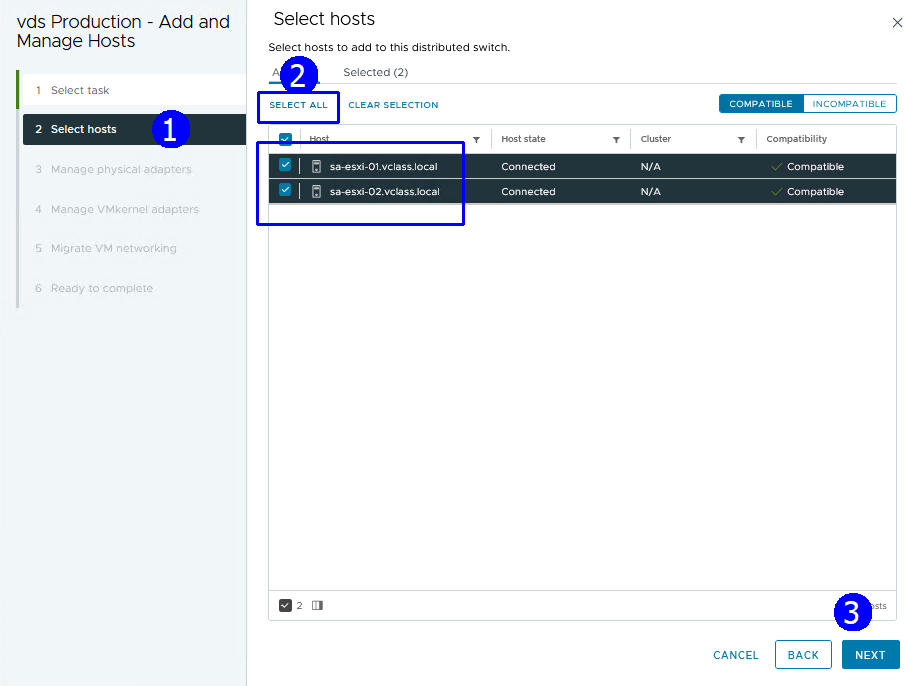 vds Production - Add and
Manage Hosts
1 Select task
2 Select hosts
1
3 Manage physical adapters
4 Manage VMkernel adapters
5 Migrate VM networking
6 Ready to complete
Select hosts
Select hosts to add to this distributed switch.
2
Selected (2)
SELECT ALL CLEAR SELECTION
COMPATIBLE INCOMPATIBLE
Host Host state Cluster Compatibility
sa-esxi-01.vclass.local Connected N/A Compatible
sa-esxi-02.vclass.local Connected N/A Compatible
2
3
CANCEL BACK NEXT